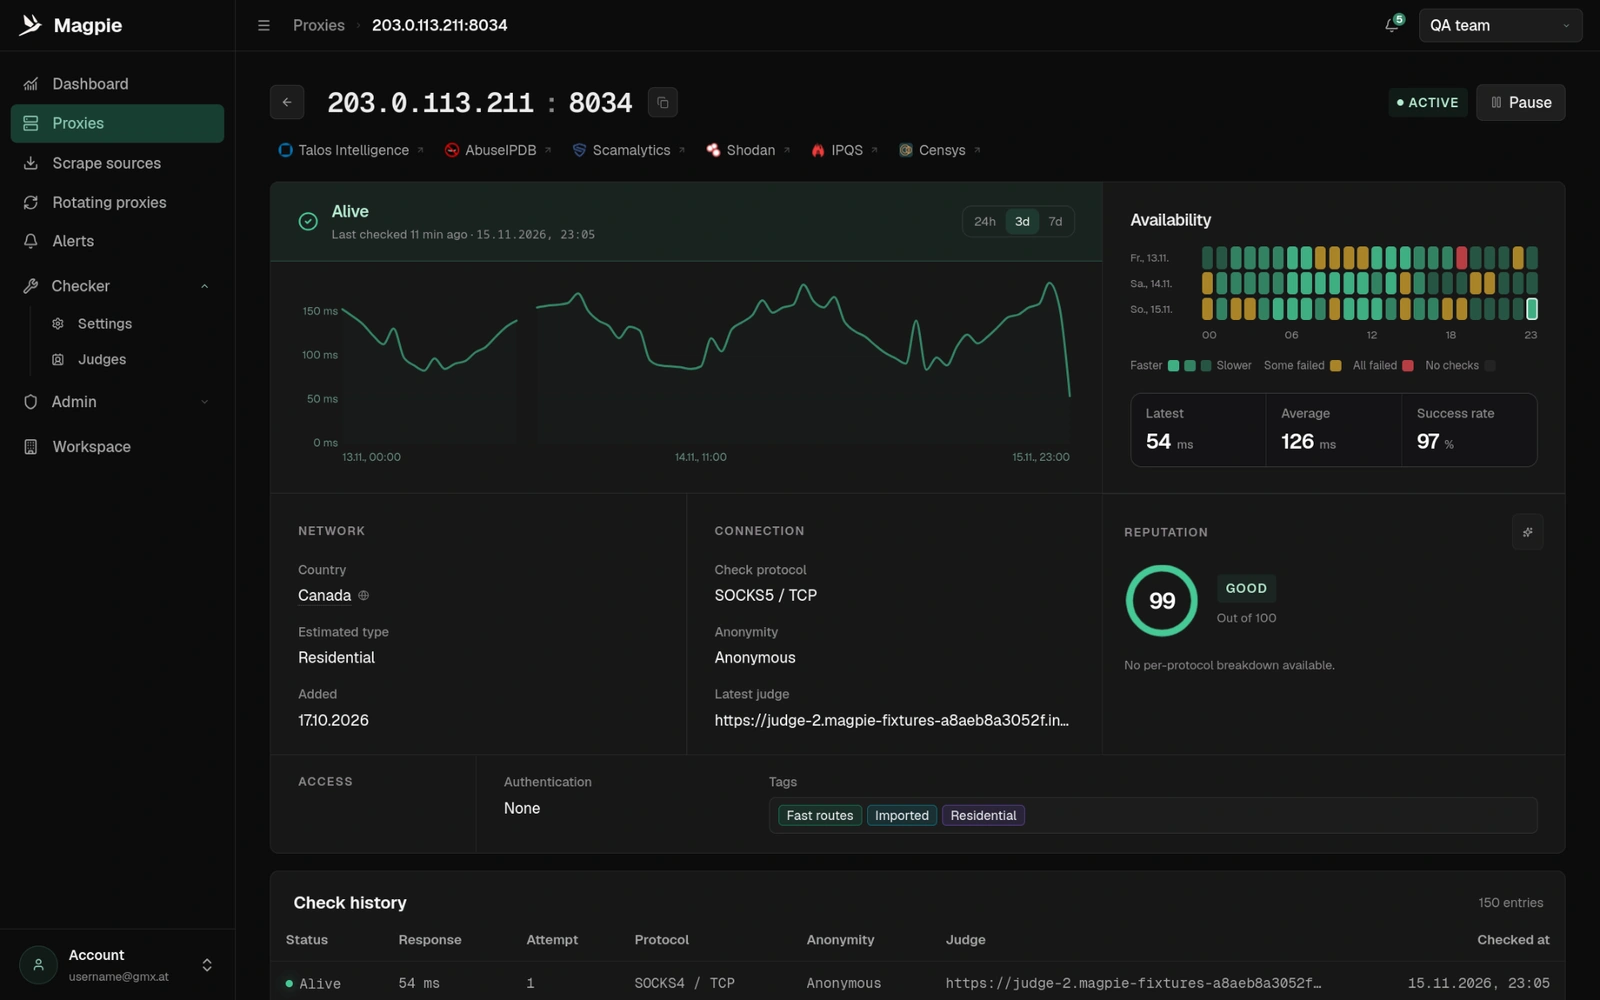 Magpie
Proxies › 203.0.113.211:8034
5
QA team
Dashboard
Proxies
Scrape sources
Rotating proxies
Alerts
Checker
Settings
Judges
Admin
Workspace
Account
username@gmx.at
203.0.113.211 : 8034
ACTIVE
Pause
Talos Intelligence
AbuseIPDB
Scamalytics
Shodan
IPQS
Censys
Alive
Last checked 11 min ago · 15.11.2026, 23:05
24h 3d 7d
150 ms
100 ms
50 ms
0 ms
13.11., 00:00 14.11., 11:00 15.11., 23:00
Availability
Fr., 13.11.
Sa., 14.11.
So., 15.11.
00 06 12 18 23
Faster Slower Some failed All failed No checks
Latest
54 ms
Average
126 ms
Success rate
97 %
NETWORK
Country
Canada
Estimated type
Residential
Added
17.10.2026
CONNECTION
Check protocol
SOCKS5 / TCP
Anonymity
Anonymous
Latest judge
https://judge-2.magpie-fixtures-a8aeb8a3052f.in…
REPUTATION
99
GOOD
Out of 100
No per-protocol breakdown available.
ACCESS
Authentication
None
Tags
Fast routes Imported Residential
Check history
150 entries
Status Response Attempt Protocol Anonymity Judge Checked at
Alive 54 ms 1 SOCKS4 / TCP Anonymous https://judge-2.magpie-fixtures-a8aeb8a3052f… 15.11.2026, 23:05